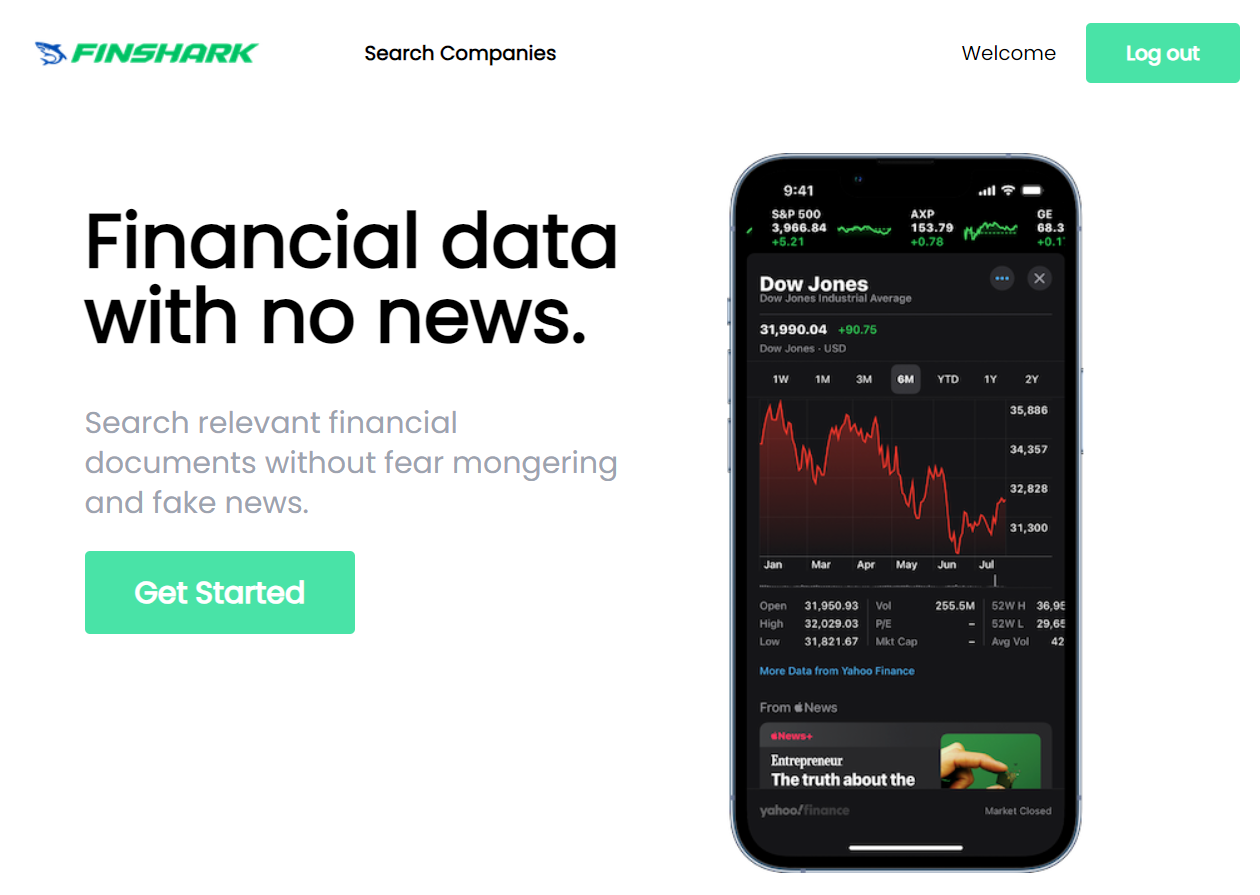 FINSHARK
Search Companies
Welcome
Log out
Financial data
with no news.
Search relevant financial
documents without fear mongering
and fake news.
Get Started
9:41
S&P 500 AXP GE
3,966.84 153.79 68.3
+5.21 +0.78 +0.1
Dow Jones
Dow Jones Industrial Average
31,990.04 +90.75
Dow Jones · USD
1W 1M 3M 6M YTD 1Y 2Y
35,886
34,357
32,828
31,300
Jan Mar Apr May Jun Jul
Open 31,950.93 Vol 255.5M 52W H 36,95
High 32,029.03 P/E – 52W L 29,65
Low 31,821.67 Mkt Cap – Avg Vol 42
More Data from Yahoo Finance
From News
News+
Entrepreneur
The truth about the
yahoo!finance
Market Closed